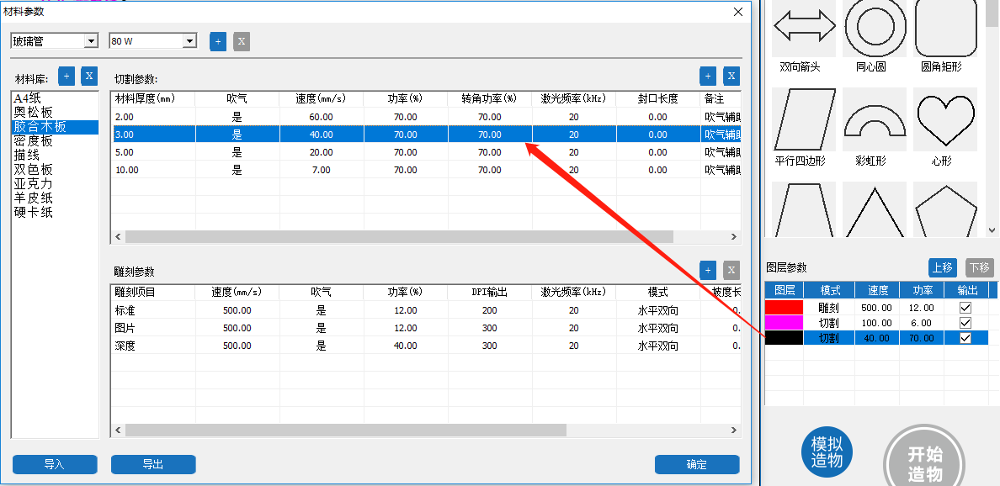 材料参数
玻璃管 80 W + X
材料库: + X
A4纸
奥松板
胶合木板
密度板
描线
双色板
亚克力
羊皮纸
硬卡纸
切割参数: + X
材料厚度(mm) 吹气 速度(mm/s) 功率(%) 转角功率(%) 激光频率(kHz) 封口长度 备注
2.00 是 60.00 70.00 70.00 20 0.00 吹气辅助
3.00 是 40.00 70.00 70.00 20 0.00 吹气辅助
5.00 是 20.00 70.00 70.00 20 0.00 吹气辅助
10.00 是 7.00 70.00 70.00 20 0.00 吹气辅助
雕刻参数 + X
雕刻项目 速度(mm/s) 吹气 功率(%) DPI输出 激光频率(kHz) 模式 坡度长
标准 500.00 是 12.00 200 20 水平双向 0.
图片 500.00 是 12.00 300 20 水平双向 0.
深度 500.00 是 40.00 300 20 水平双向 0.
导入 导出 确定
双向箭头 同心圆 圆角矩形
平行四边形 彩虹形 心形
图层参数 上移 下移
图层 模式 速度 功率 输出
雕刻 500.00 12.00
切割 100.00 6.00
切割 40.00 70.00
模拟
造物
开始
造物